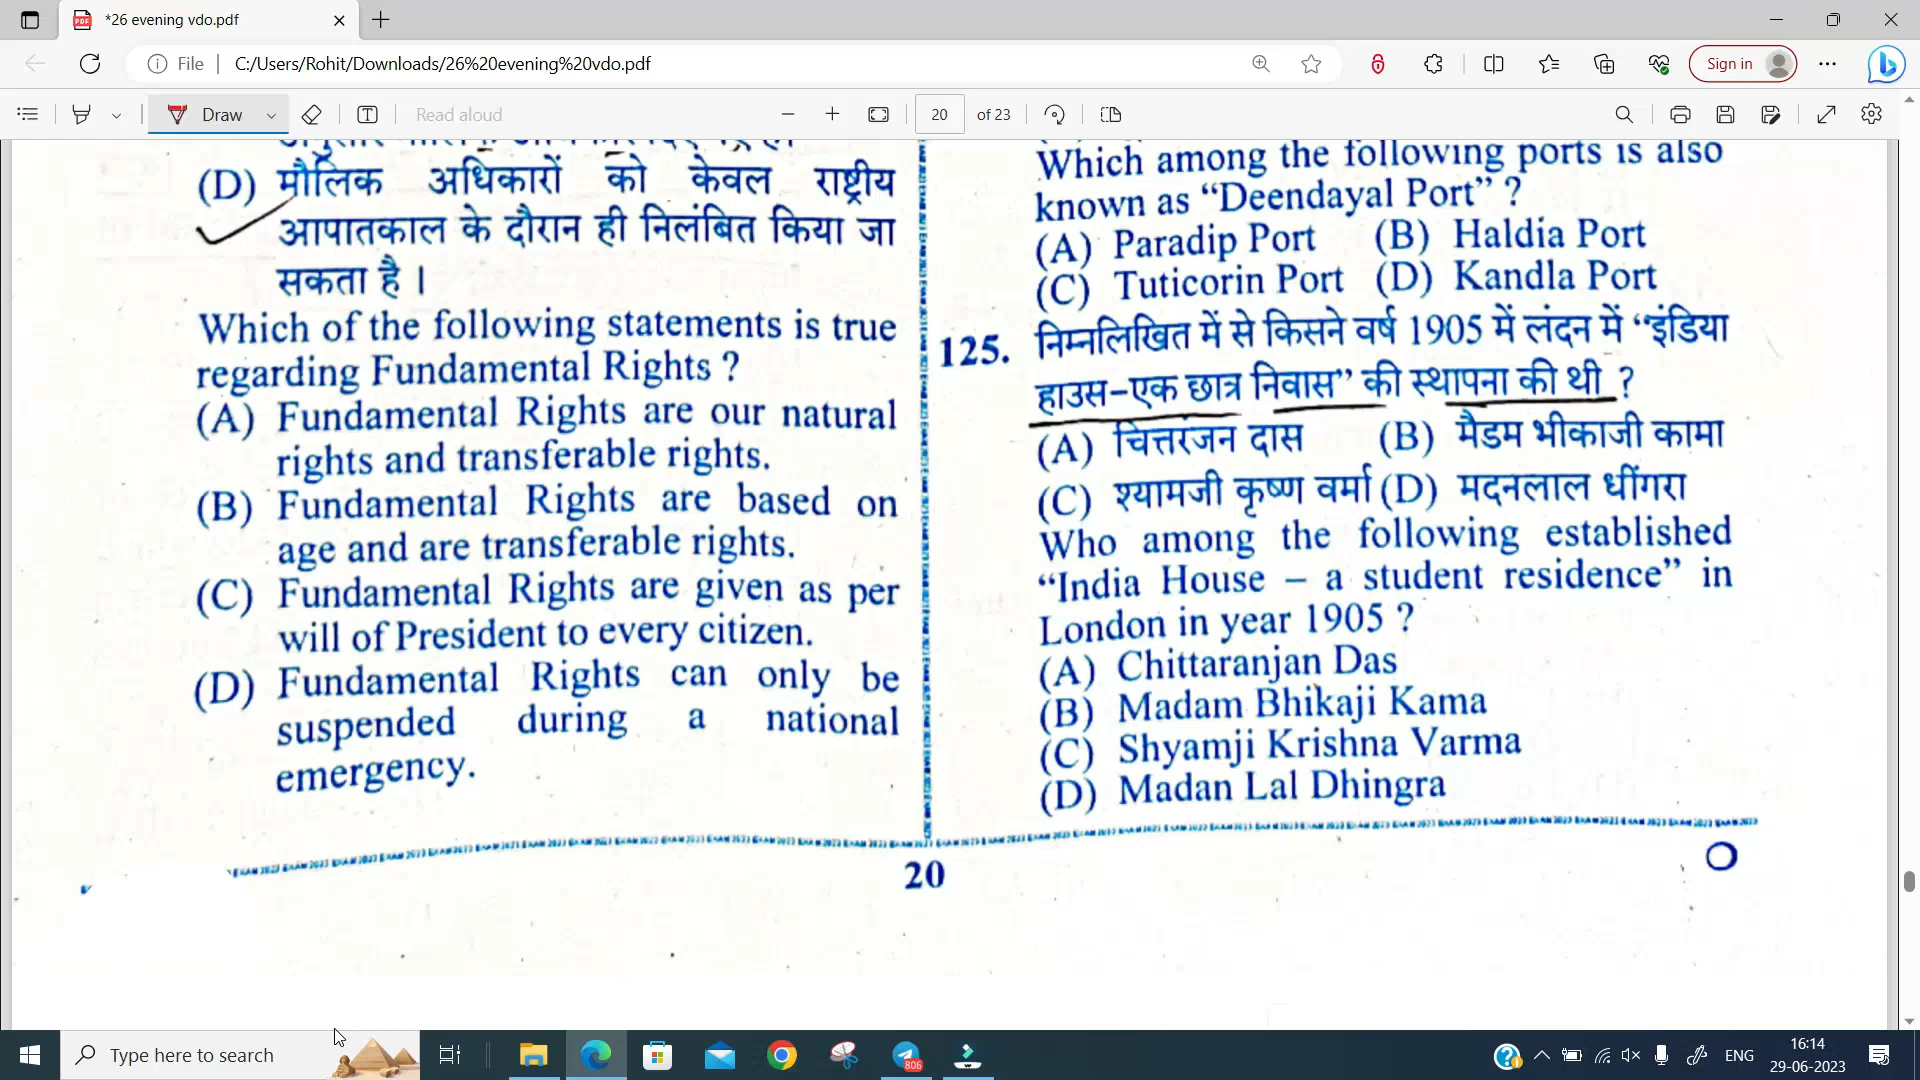 *26 evening vdo.pdf
File
C:/Users/Rohit/Downloads/26%20evening%20vdo.pdf
Sign in
Draw
Read aloud
20
of 23
(D) मौलिक अधिकारों को केवल राष्ट्रीय
आपातकाल के दौरान ही निलंबित किया जा
सकता है ।
Which of the following statements is true
regarding Fundamental Rights ?
(A) Fundamental Rights are our natural
rights and transferable rights.
(B) Fundamental Rights are based on
age and are transferable rights.
(C) Fundamental Rights are given as per
will of President to every citizen.
(D) Fundamental Rights can only be
suspended during a national
emergency.
Which among the following ports is also
known as “Deendayal Port” ?
(A) Paradip Port (B) Haldia Port
(C) Tuticorin Port (D) Kandla Port
125. निम्नलिखित में से किसने वर्ष 1905 में लंदन में “इंडिया
हाउस–एक छात्र निवास” की स्थापना की थी ?
(A) चित्तरंजन दास (B) मैडम भीकाजी कामा
(C) श्यामजी कृष्ण वर्मा (D) मदनलाल धींगरा
Who among the following established
“India House – a student residence” in
London in year 1905 ?
(A) Chittaranjan Das
(B) Madam Bhikaji Kama
(C) Shyamji Krishna Varma
(D) Madan Lal Dhingra
20
Type here to search
806
ENG
16:14
29-06-2023